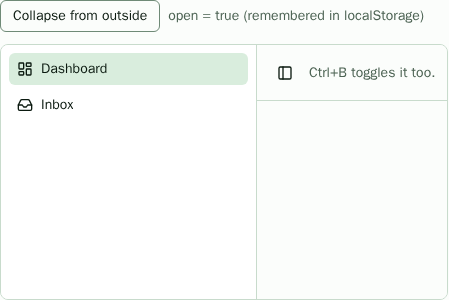 Collapse from outside open = true (remembered in localStorage)
Dashboard
Ctrl+B toggles it too.
Inbox